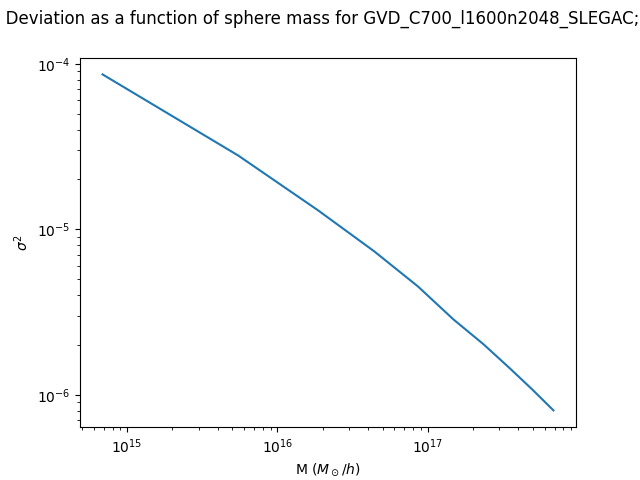 Deviation as a function of sphere mass for GVD_C700_l1600n2048_SLEGAC;
10⁻⁴
10⁻⁵
10⁻⁶
σ²
10¹⁵ 10¹⁶ 10¹⁷
M (M⊙/h)